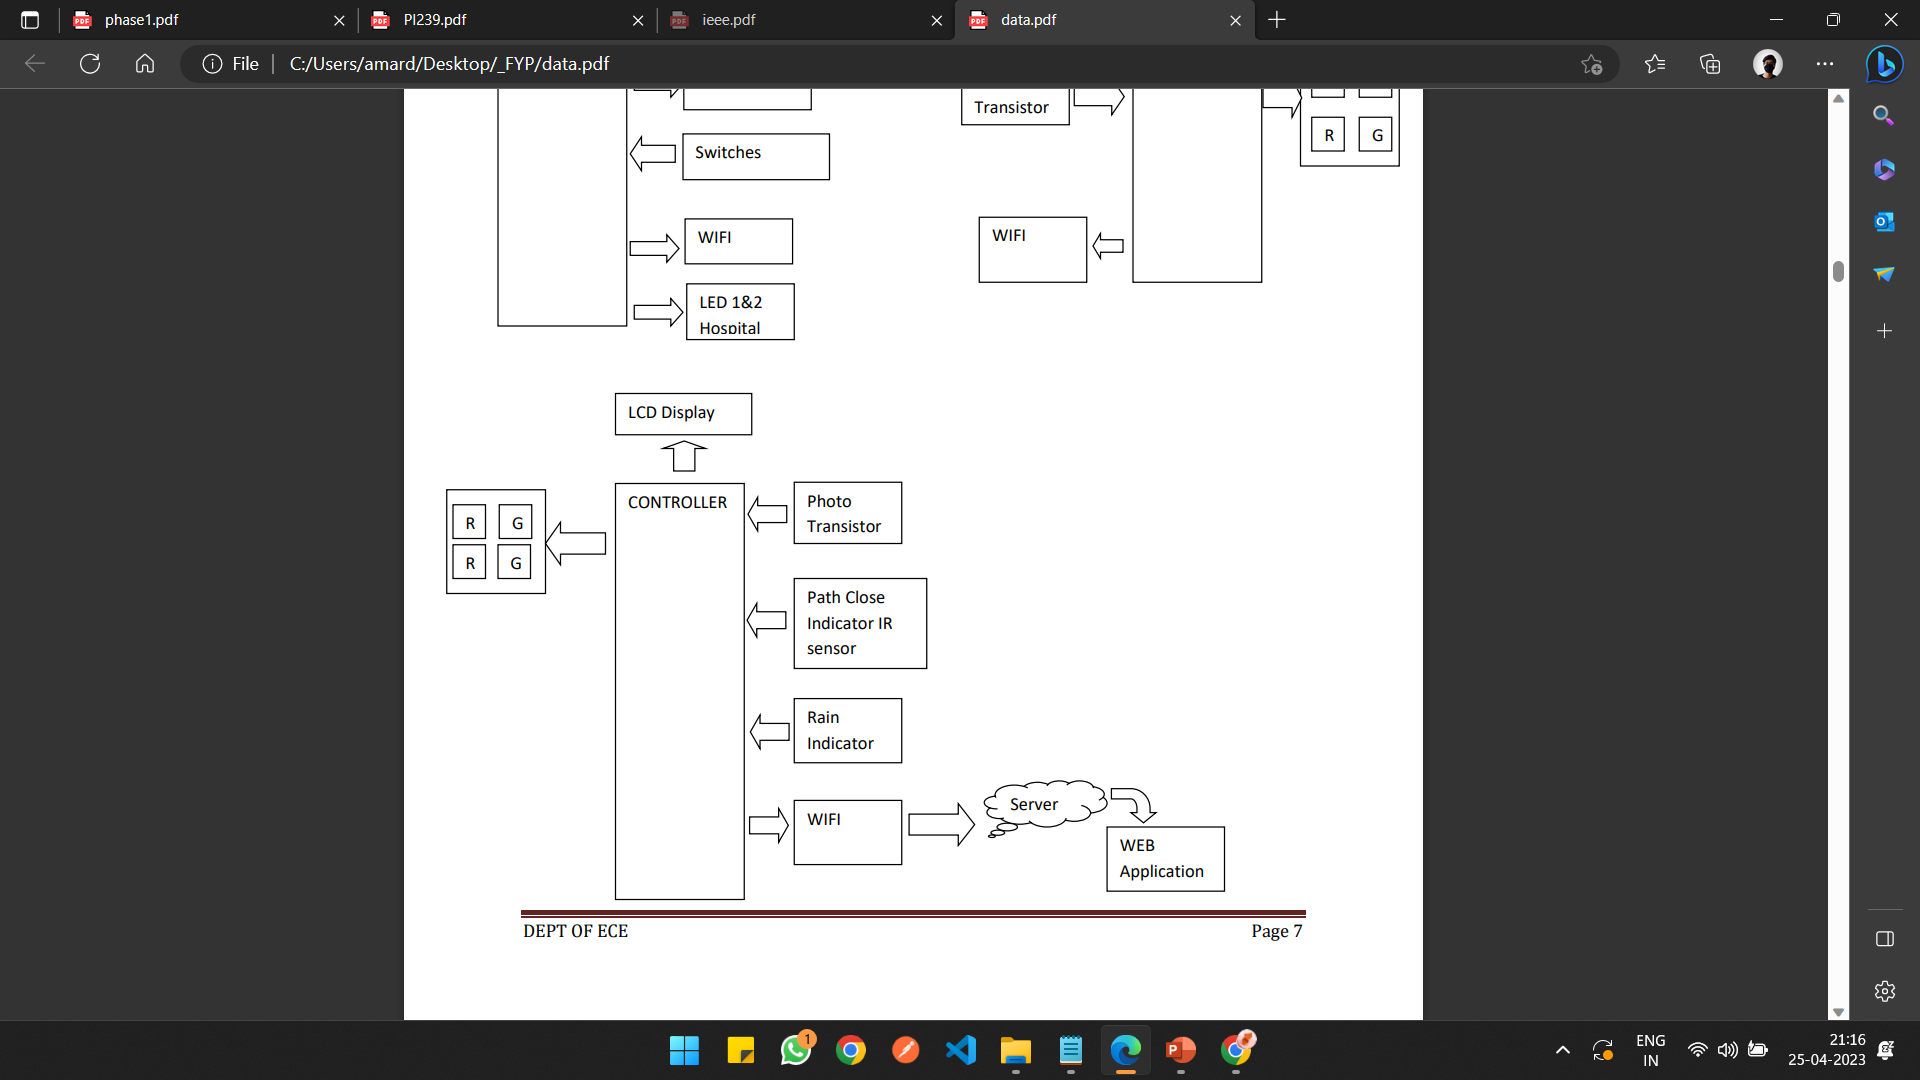 phase1.pdf
PI239.pdf
ieee.pdf
data.pdf
File
C:/Users/amard/Desktop/_FYP/data.pdf
Transistor
R G
Switches
WIFI
WIFI
LED 1&2
Hospital
LCD Display
CONTROLLER
R G
R G
Photo
Transistor
Path Close
Indicator IR
sensor
Rain
Indicator
WIFI
Server
WEB
Application
DEPT OF ECE
Page 7
1
ENG
IN
21:16
25-04-2023